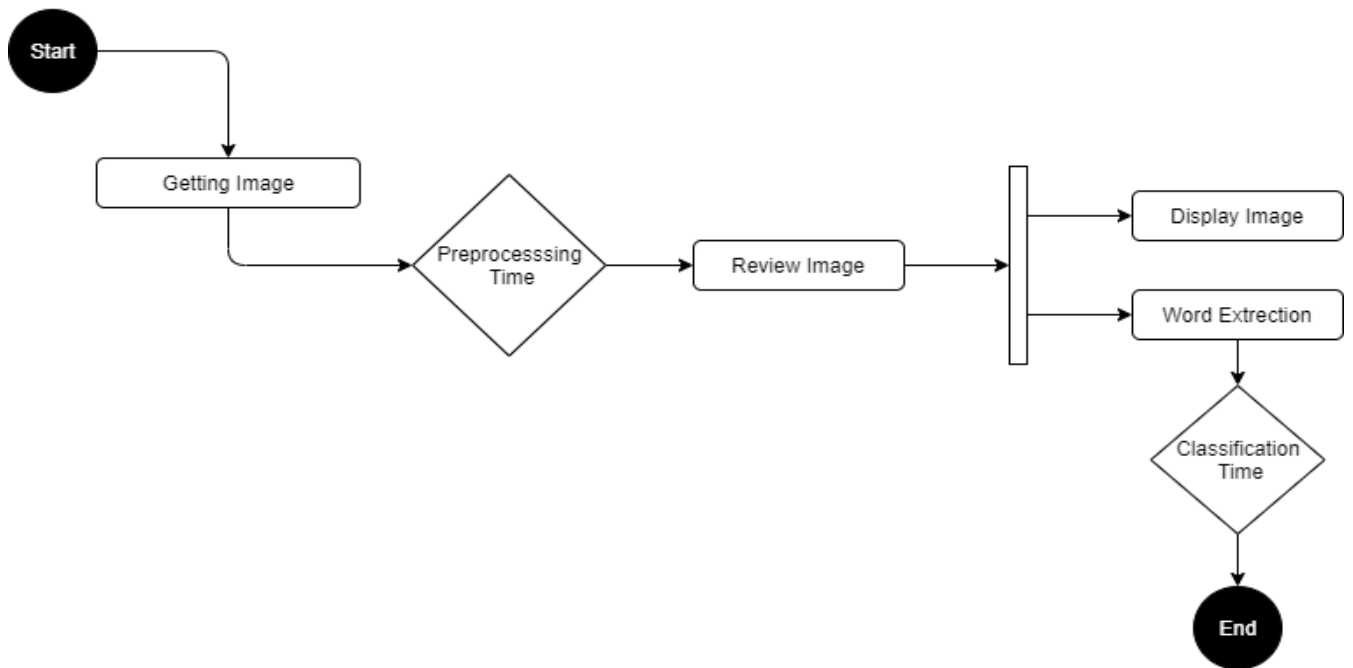 Start
Getting Image
Preprocesssing
Time
Review Image
Display Image
Word Extrection
Classification
Time
End